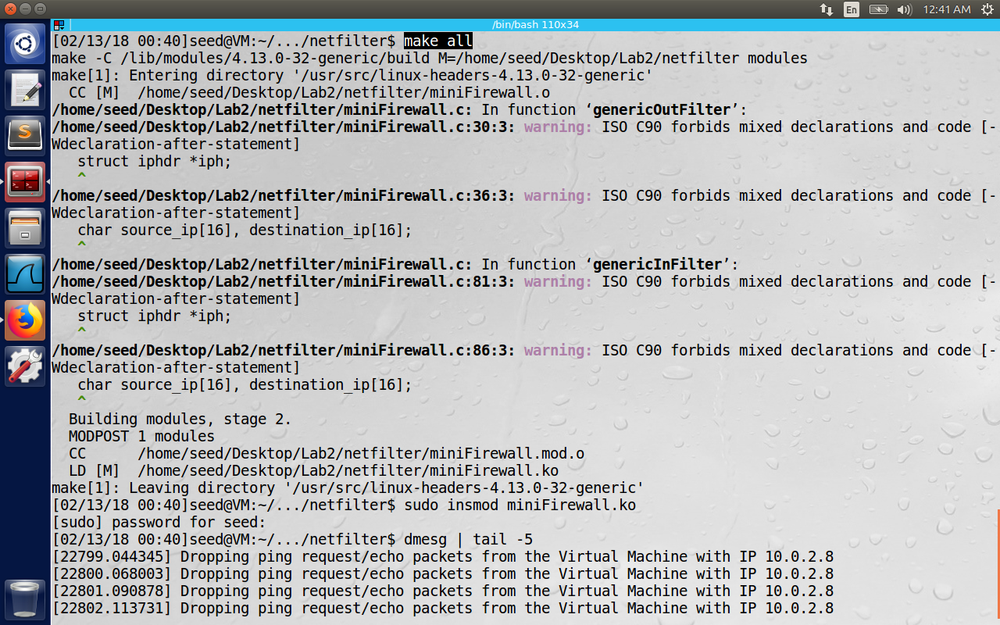 En
12:41 AM
/bin/bash 110x34
[02/13/18 00:40]seed@VM:~/.../netfilter$ make all
make -C /lib/modules/4.13.0-32-generic/build M=/home/seed/Desktop/Lab2/netfilter modules
make[1]: Entering directory '/usr/src/linux-headers-4.13.0-32-generic'
  CC [M]  /home/seed/Desktop/Lab2/netfilter/miniFirewall.o
/home/seed/Desktop/Lab2/netfilter/miniFirewall.c: In function ‘genericOutFilter’:
/home/seed/Desktop/Lab2/netfilter/miniFirewall.c:30:3: warning: ISO C90 forbids mixed declarations and code [-
Wdeclaration-after-statement]
   struct iphdr *iph;
   ^
/home/seed/Desktop/Lab2/netfilter/miniFirewall.c:36:3: warning: ISO C90 forbids mixed declarations and code [-
Wdeclaration-after-statement]
   char source_ip[16], destination_ip[16];
   ^
/home/seed/Desktop/Lab2/netfilter/miniFirewall.c: In function ‘genericInFilter’:
/home/seed/Desktop/Lab2/netfilter/miniFirewall.c:81:3: warning: ISO C90 forbids mixed declarations and code [-
Wdeclaration-after-statement]
   struct iphdr *iph;
   ^
/home/seed/Desktop/Lab2/netfilter/miniFirewall.c:86:3: warning: ISO C90 forbids mixed declarations and code [-
Wdeclaration-after-statement]
   char source_ip[16], destination_ip[16];
   ^
  Building modules, stage 2.
  MODPOST 1 modules
  CC      /home/seed/Desktop/Lab2/netfilter/miniFirewall.mod.o
  LD [M]  /home/seed/Desktop/Lab2/netfilter/miniFirewall.ko
make[1]: Leaving directory '/usr/src/linux-headers-4.13.0-32-generic'
[02/13/18 00:40]seed@VM:~/.../netfilter$ sudo insmod miniFirewall.ko
[sudo] password for seed:
[02/13/18 00:40]seed@VM:~/.../netfilter$ dmesg | tail -5
[22799.044345] Dropping ping request/echo packets from the Virtual Machine with IP 10.0.2.8
[22800.068003] Dropping ping request/echo packets from the Virtual Machine with IP 10.0.2.8
[22801.090878] Dropping ping request/echo packets from the Virtual Machine with IP 10.0.2.8
[22802.113731] Dropping ping request/echo packets from the Virtual Machine with IP 10.0.2.8